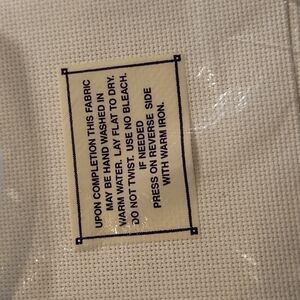 UPON COMPLETION THIS FABRIC
MAY BE HAND WASHED IN
WARM WATER. LAY FLAT TO DRY.
DO NOT TWIST. USE NO BLEACH.
IF NEEDED
PRESS ON REVERSE SIDE
WITH WARM IRON.